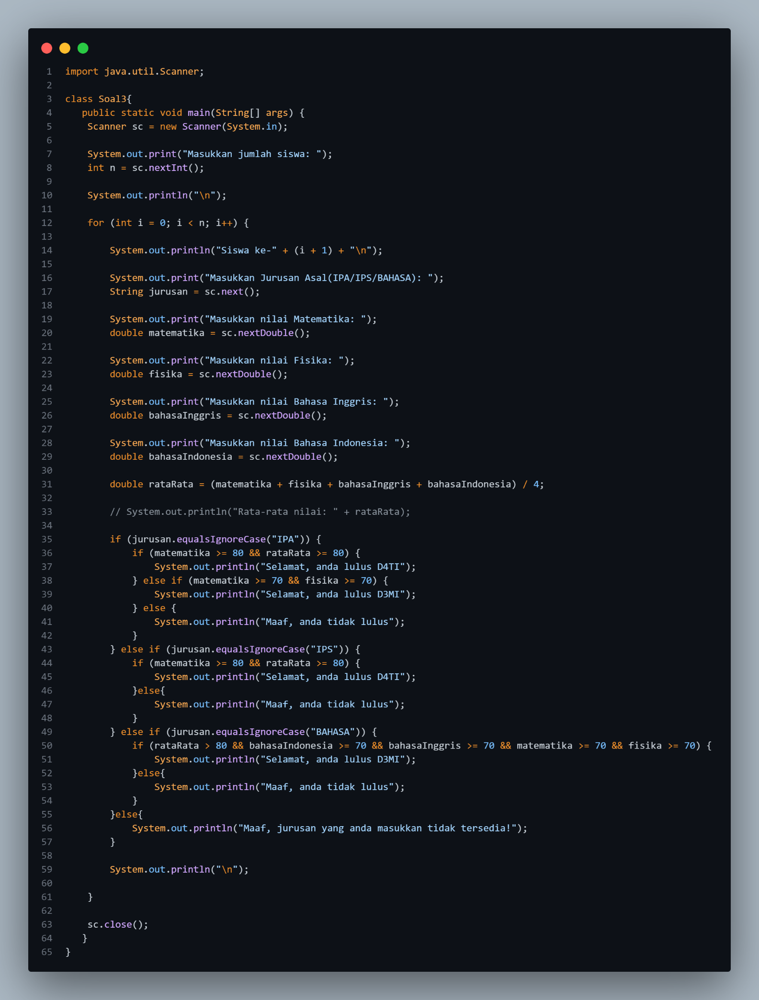 1 import java.util.Scanner;
2
3 class Soal3{
4    public static void main(String[] args) {
5     Scanner sc = new Scanner(System.in);
6
7     System.out.print("Masukkan jumlah siswa: ");
8     int n = sc.nextInt();
9
10     System.out.println("\n");
11
12     for (int i = 0; i < n; i++) {
13
14         System.out.println("Siswa ke-" + (i + 1) + "\n");
15
16         System.out.print("Masukkan Jurusan Asal(IPA/IPS/BAHASA): ");
17         String jurusan = sc.next();
18
19         System.out.print("Masukkan nilai Matematika: ");
20         double matematika = sc.nextDouble();
21
22         System.out.print("Masukkan nilai Fisika: ");
23         double fisika = sc.nextDouble();
24
25         System.out.print("Masukkan nilai Bahasa Inggris: ");
26         double bahasaInggris = sc.nextDouble();
27
28         System.out.print("Masukkan nilai Bahasa Indonesia: ");
29         double bahasaIndonesia = sc.nextDouble();
30
31         double rataRata = (matematika + fisika + bahasaInggris + bahasaIndonesia) / 4;
32
33         // System.out.println("Rata-rata nilai: " + rataRata);
34
35         if (jurusan.equalsIgnoreCase("IPA")) {
36             if (matematika >= 80 && rataRata >= 80) {
37                 System.out.println("Selamat, anda lulus D4TI");
38             } else if (matematika >= 70 && fisika >= 70) {
39                 System.out.println("Selamat, anda lulus D3MI");
40             } else {
41                 System.out.println("Maaf, anda tidak lulus");
42             }
43         } else if (jurusan.equalsIgnoreCase("IPS")) {
44             if (matematika >= 80 && rataRata >= 80) {
45                 System.out.println("Selamat, anda lulus D4TI");
46             }else{
47                 System.out.println("Maaf, anda tidak lulus");
48             }
49         } else if (jurusan.equalsIgnoreCase("BAHASA")) {
50             if (rataRata > 80 && bahasaIndonesia >= 70 && bahasaInggris >= 70 && matematika >= 70 && fisika >= 70) {
51                 System.out.println("Selamat, anda lulus D3MI");
52             }else{
53                 System.out.println("Maaf, anda tidak lulus");
54             }
55         }else{
56             System.out.println("Maaf, jurusan yang anda masukkan tidak tersedia!");
57         }
58
59         System.out.println("\n");
60
61     }
62
63     sc.close();
64    }
65 }